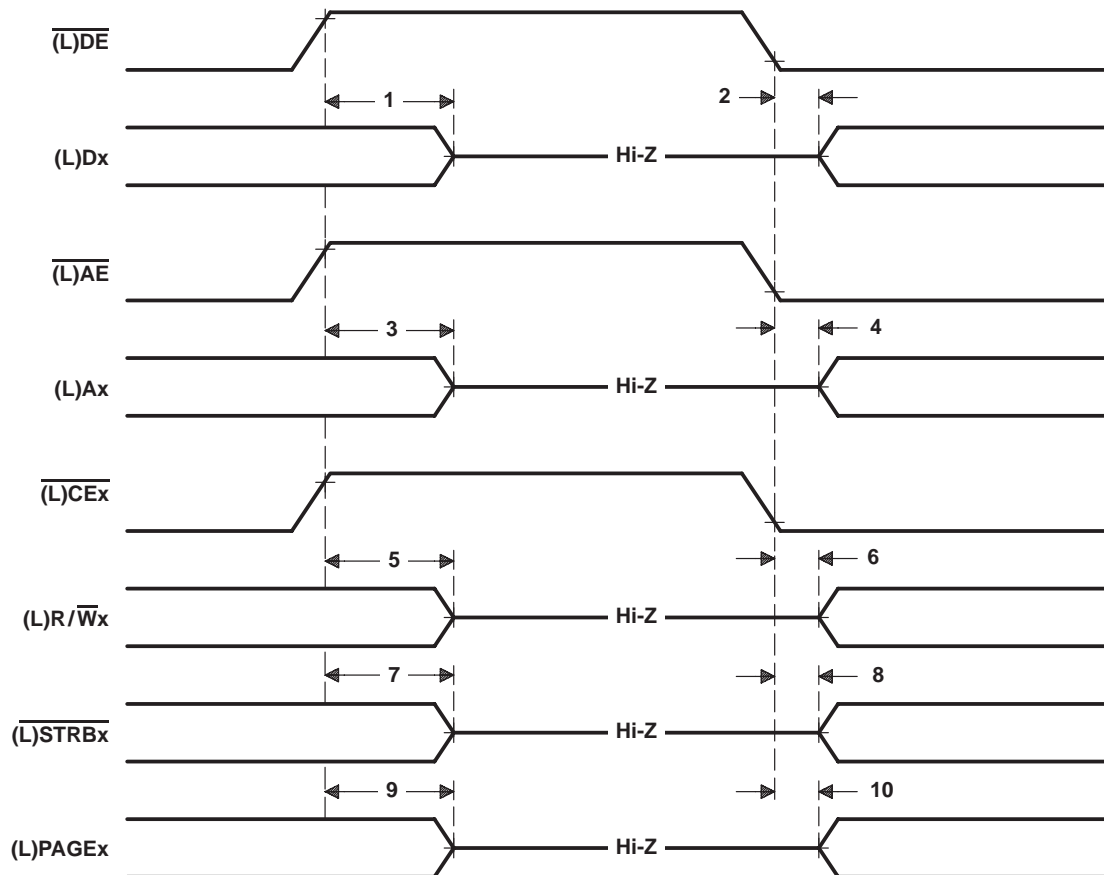 (L)DE
1
2
(L)Dx
Hi-Z
(L)AE
3
4
(L)Ax
Hi-Z
(L)CEx
5
6
(L)R/Wx
Hi-Z
7
8
(L)STRBx
Hi-Z
9
10
(L)PAGEx
Hi-Z